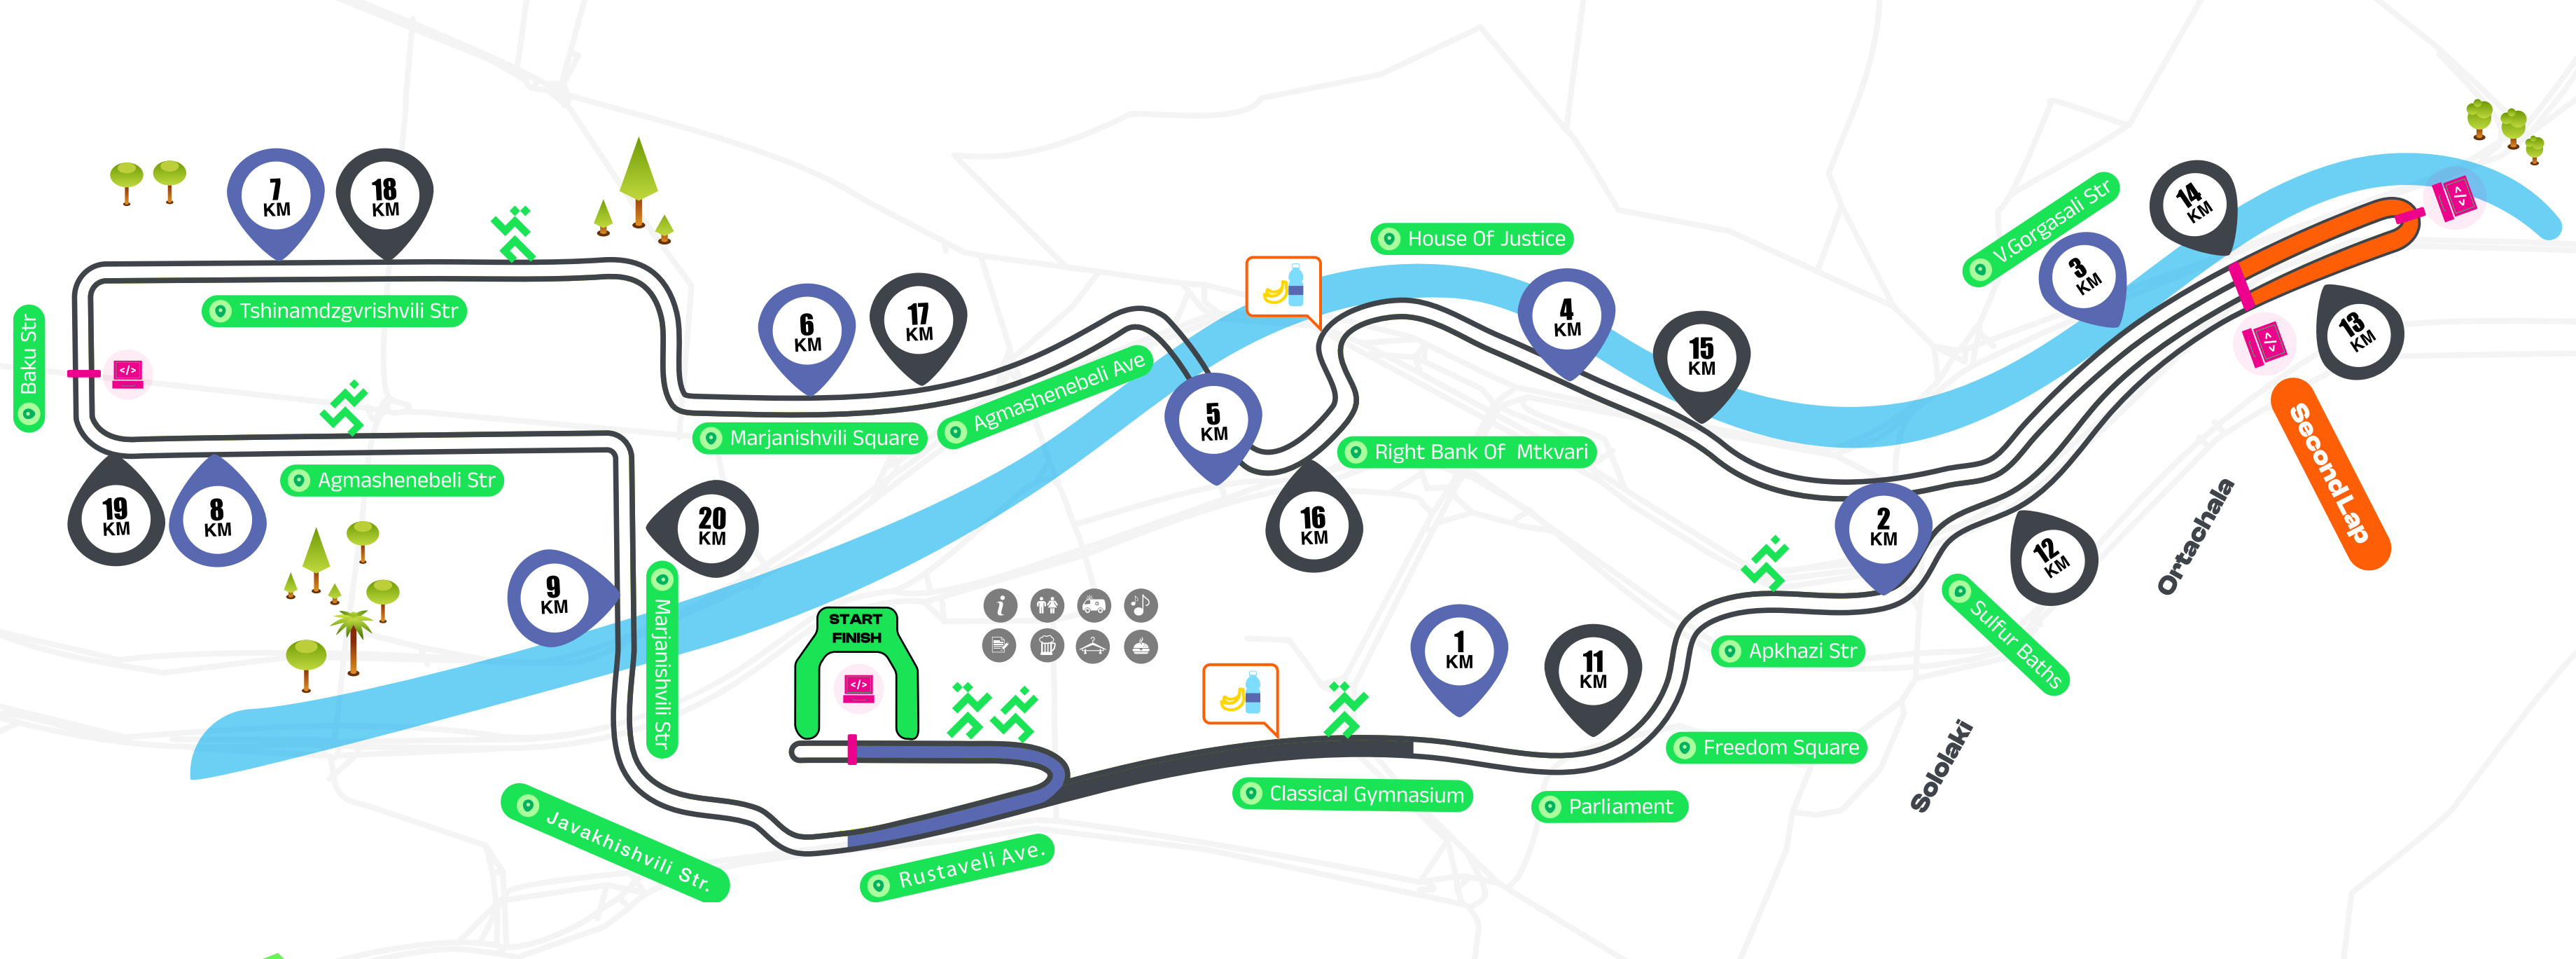 7
KM
18
KM
Tshinamdzgvrishvili Str
Baku Str
6
KM
17
KM
Marjanishvili Square
Agmashenebeli Ave
House Of Justice
4
KM
15
KM
5
KM
Right Bank Of Mtkvari
16
KM
V.Gorgasali Str
3
KM
14
KM
13
KM
Second Lap
Ortachala
</>
</>
</>
Agmashenebeli Str
19
KM
8
KM
9
KM
20
KM
Marjanishvili Str
START
FINISH
</>
i
1
KM
11
KM
2
KM
12
KM
Apkhazi Str
Sulfur Baths
Freedom Square
Sololaki
Classical Gymnasium
Parliament
Javakhishvili Str.
Rustaveli Ave.